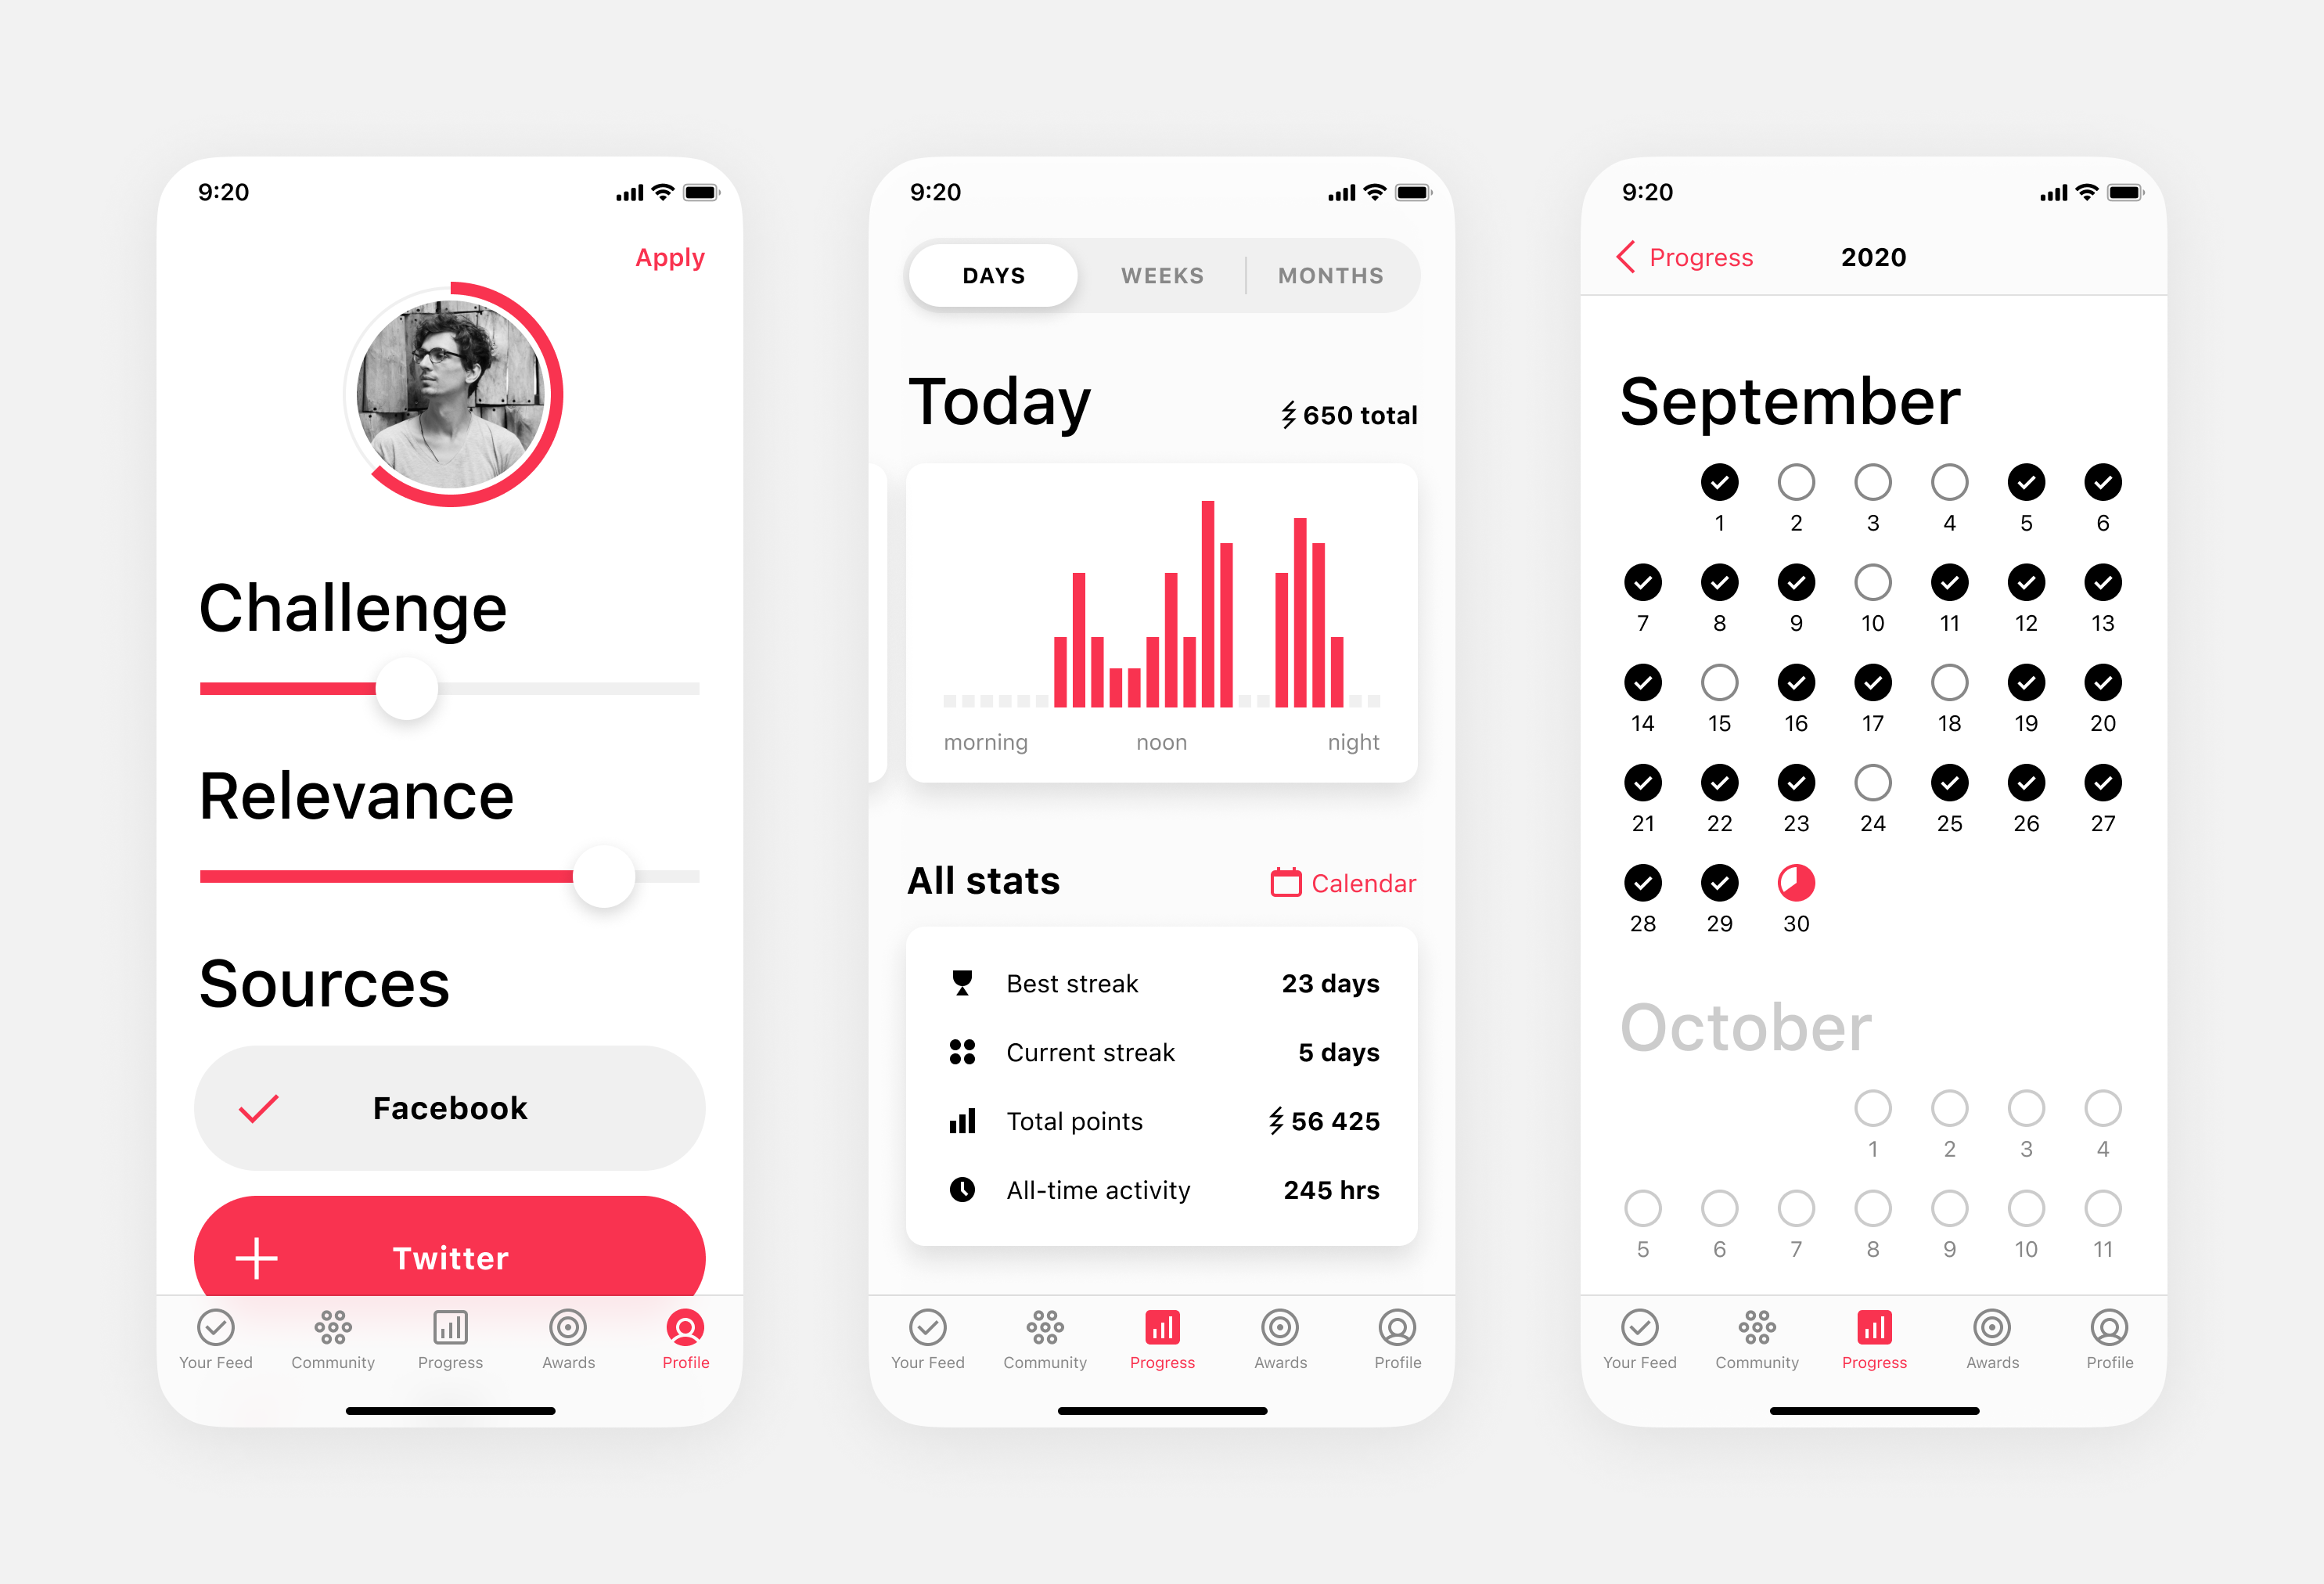 9:20
Apply
Challenge
Relevance
Sources
Facebook
Twitter
Your Feed Community Progress Awards Profile
9:20
DAYS WEEKS MONTHS
Today 650 total
morning noon night
All stats Calendar
Best streak 23 days
Current streak 5 days
Total points 56 425
All-time activity 245 hrs
Your Feed Community Progress Awards Profile
9:20
Progress 2020
September
1 2 3 4 5 6
7 8 9 10 11 12 13
14 15 16 17 18 19 20
21 22 23 24 25 26 27
28 29 30
October
1 2 3 4
5 6 7 8 9 10 11
Your Feed Community Progress Awards Profile